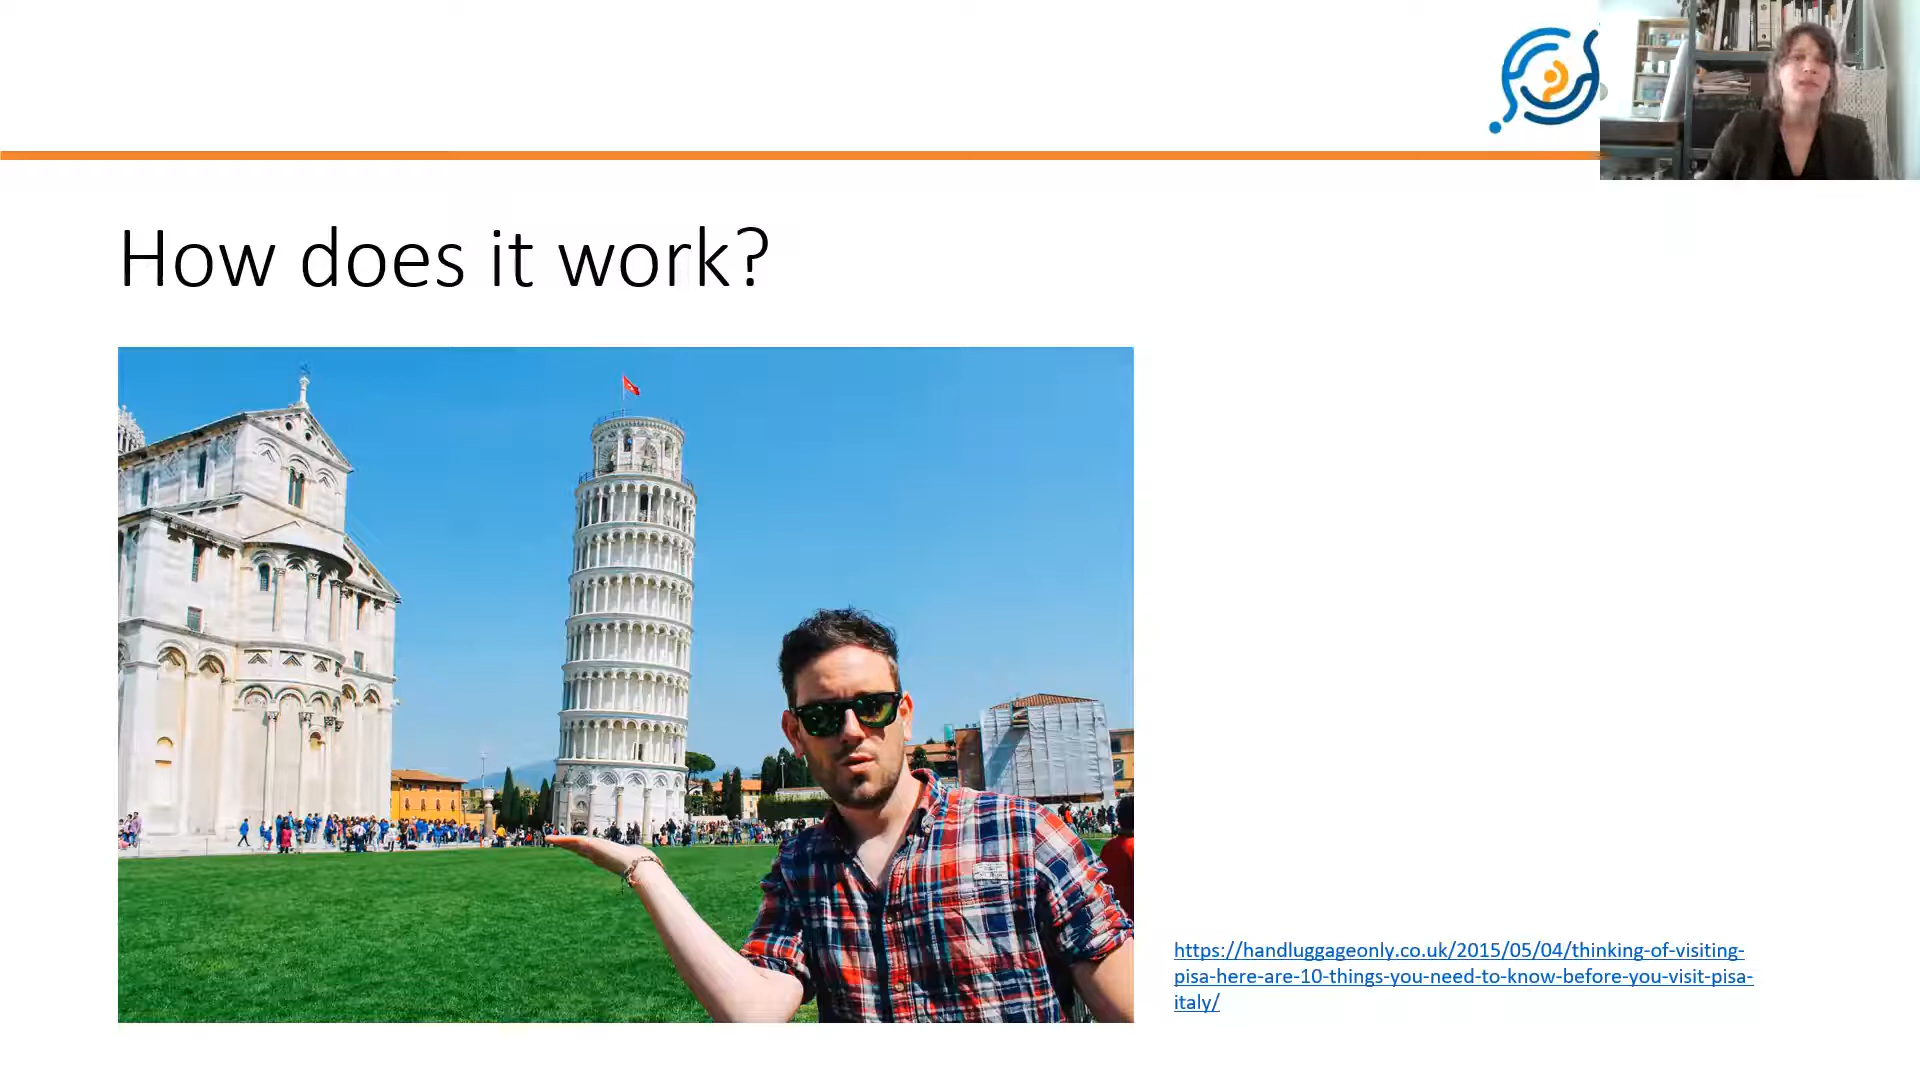 How does it work?
https://handluggageonly.co.uk/2015/05/04/thinking-of-visiting-
pisa-here-are-10-things-you-need-to-know-before-you-visit-pisa-
italy/